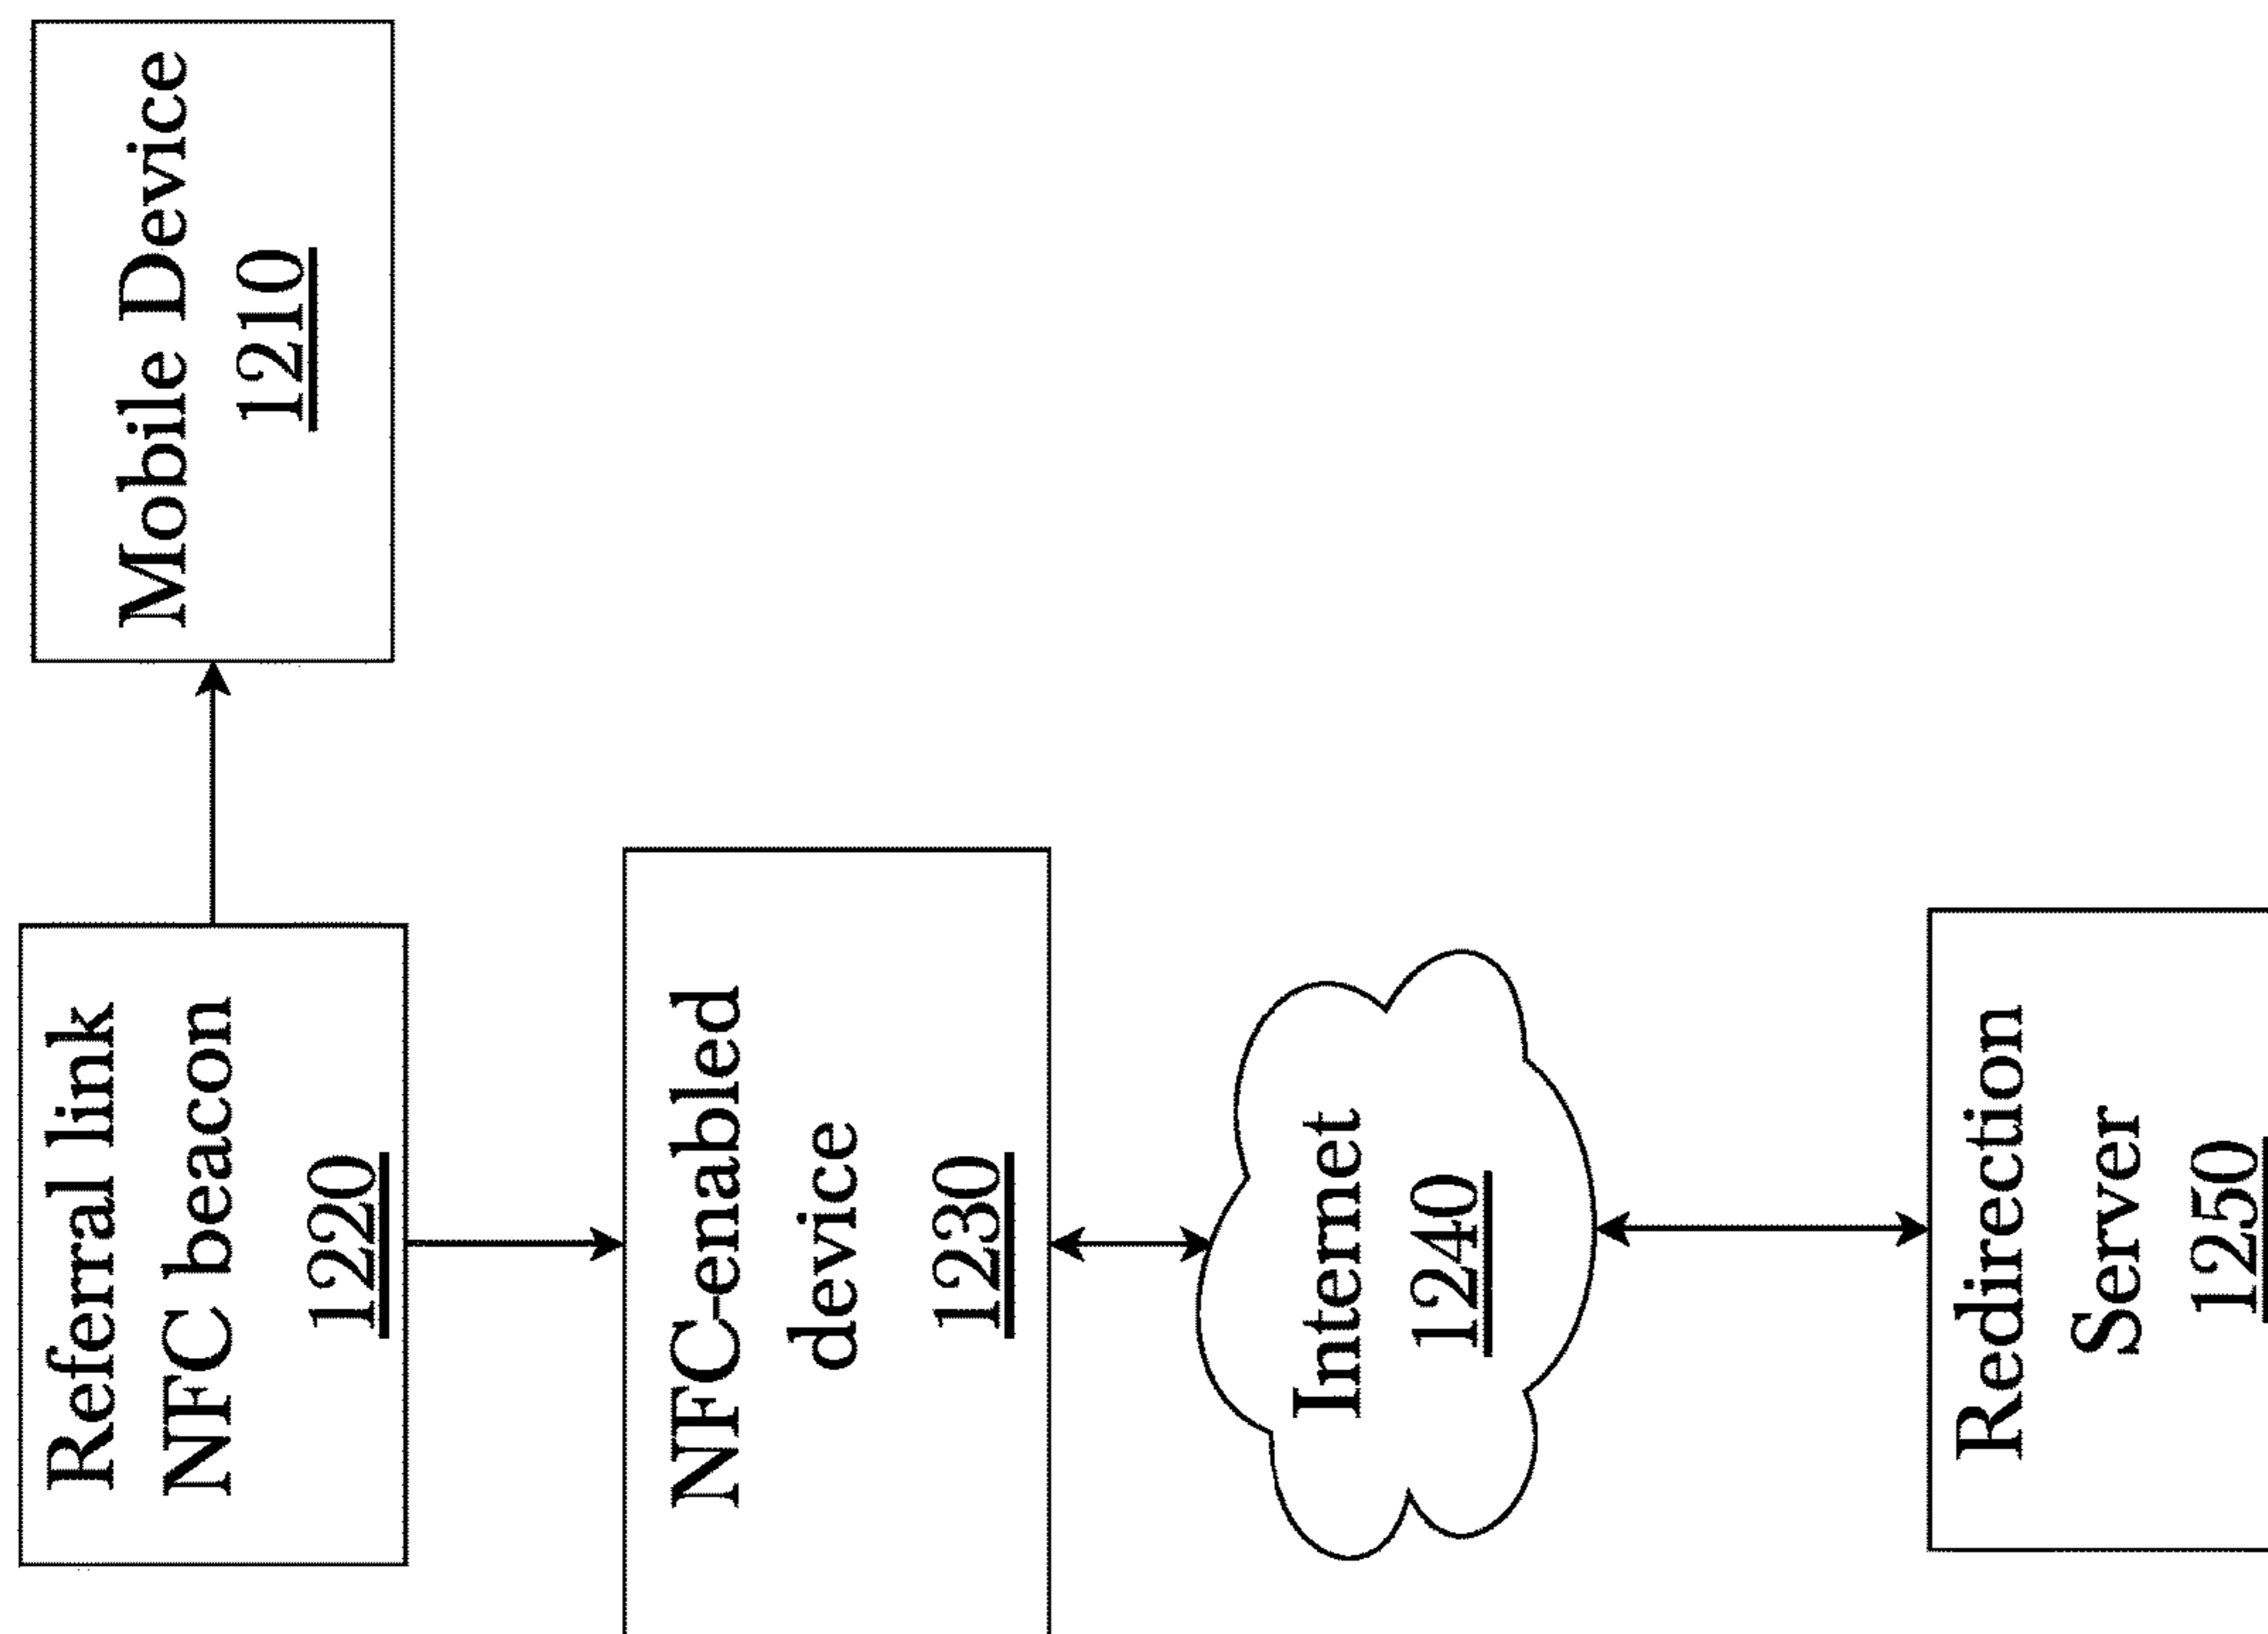 Referral link
NFC beacon
1220
Mobile Device
1210
NFC-enabled
device
1230
Internet
1240
Redirection
Server
1250